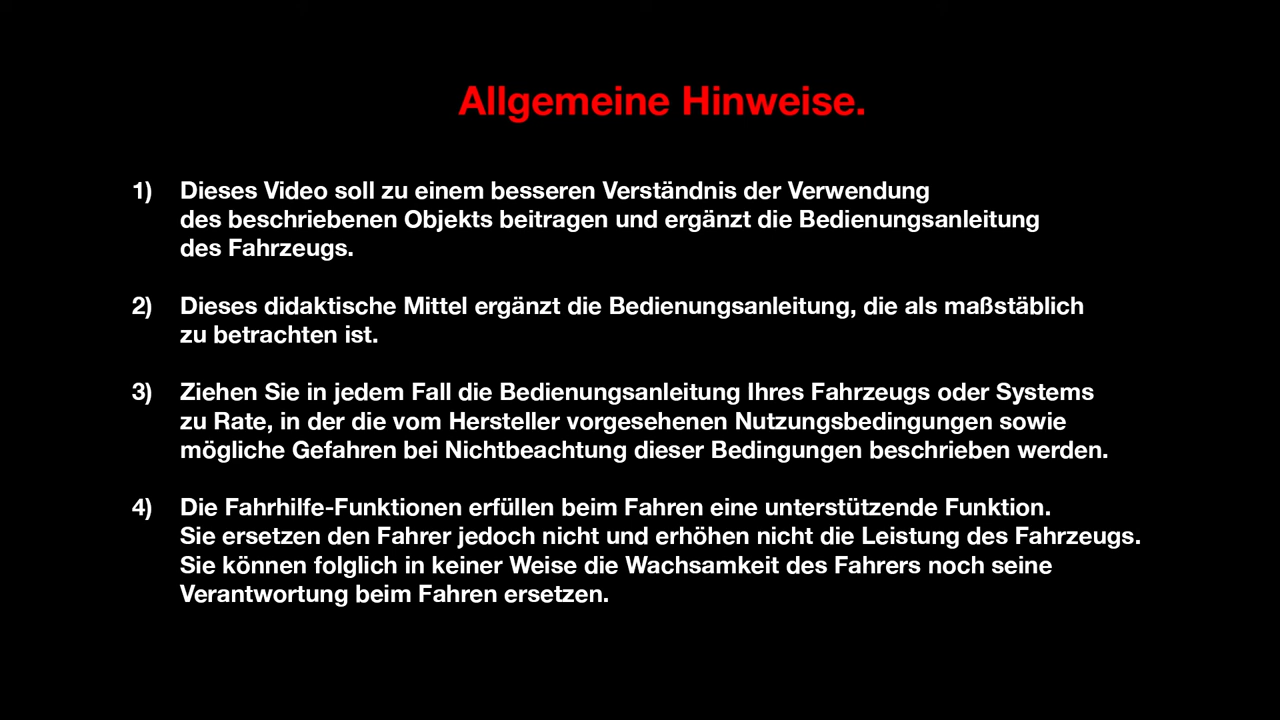 Allgemeine Hinweise.
1) Dieses Video soll zu einem besseren Verständnis der Verwendung
des beschriebenen Objekts beitragen und ergänzt die Bedienungsanleitung
des Fahrzeugs.
2) Dieses didaktische Mittel ergänzt die Bedienungsanleitung, die als maßstäblich
zu betrachten ist.
3) Ziehen Sie in jedem Fall die Bedienungsanleitung Ihres Fahrzeugs oder Systems
zu Rate, in der die vom Hersteller vorgesehenen Nutzungsbedingungen sowie
mögliche Gefahren bei Nichtbeachtung dieser Bedingungen beschrieben werden.
4) Die Fahrhilfe-Funktionen erfüllen beim Fahren eine unterstützende Funktion.
Sie ersetzen den Fahrer jedoch nicht und erhöhen nicht die Leistung des Fahrzeugs.
Sie können folglich in keiner Weise die Wachsamkeit des Fahrers noch seine
Verantwortung beim Fahren ersetzen.